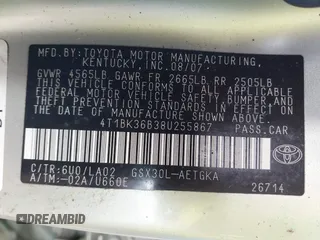 MFD. BY: TOYOTA MOTOR MANUFACTURING,
KENTUCKY,INC.08/07
GVWR 4565LB GAWR FR 2665LB RR 2505LB
THIS VEHICLE CONFORMS TO ALL APPLICABLE
FEDERAL MOTOR VEHICLE SAFETY, BUMPER, AND
THEFT PREVENTION STANDARDS IN EFFECT ON THE
DATE OF MANUFACTURE SHOWN ABOVE.
4T1BK36B38U255867 PASS.CAR
C/TR:6U0/LA02 GSX30L-AETGKA
A/TM:-02A/U660E 26714
DRIVERSIDE.RO